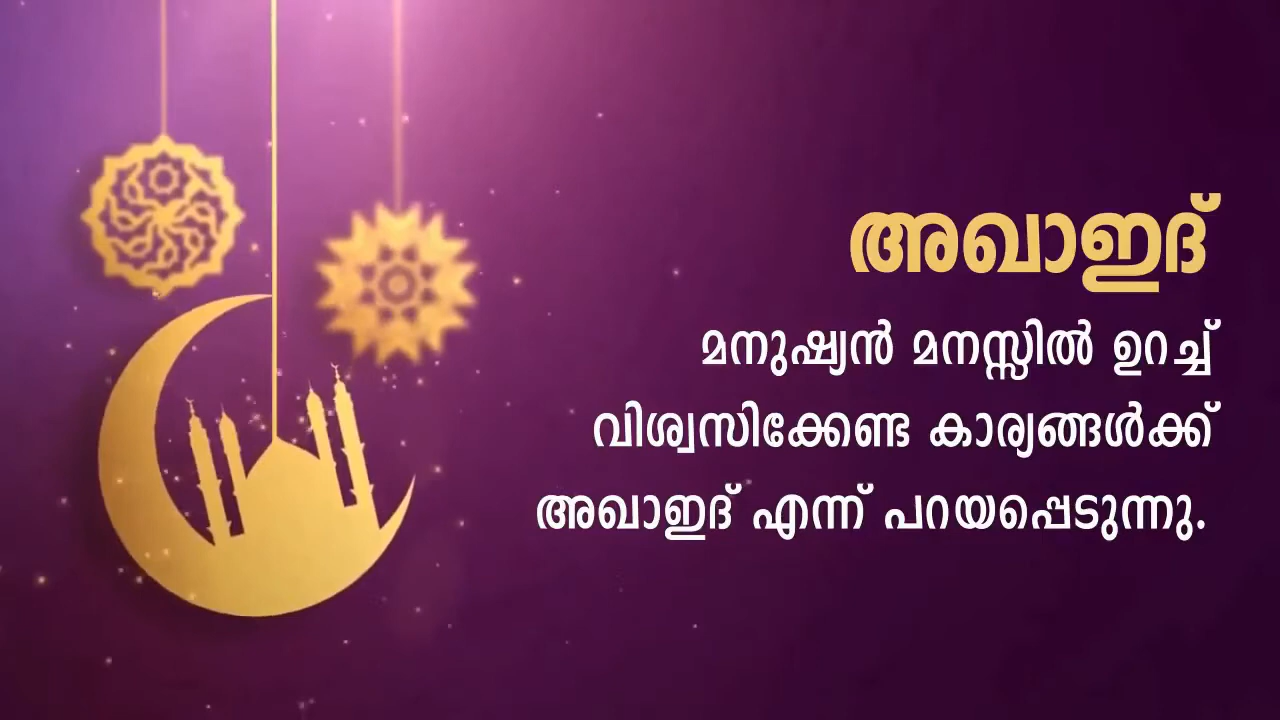 അഖാഇദ്
മനുഷ്യൻ മനസ്സിൽ ഉറച്ച്
വിശ്വസിക്കേണ്ട കാര്യങ്ങൾക്ക്
അഖാഇദ് എന്ന് പറയപ്പെടുന്നു.